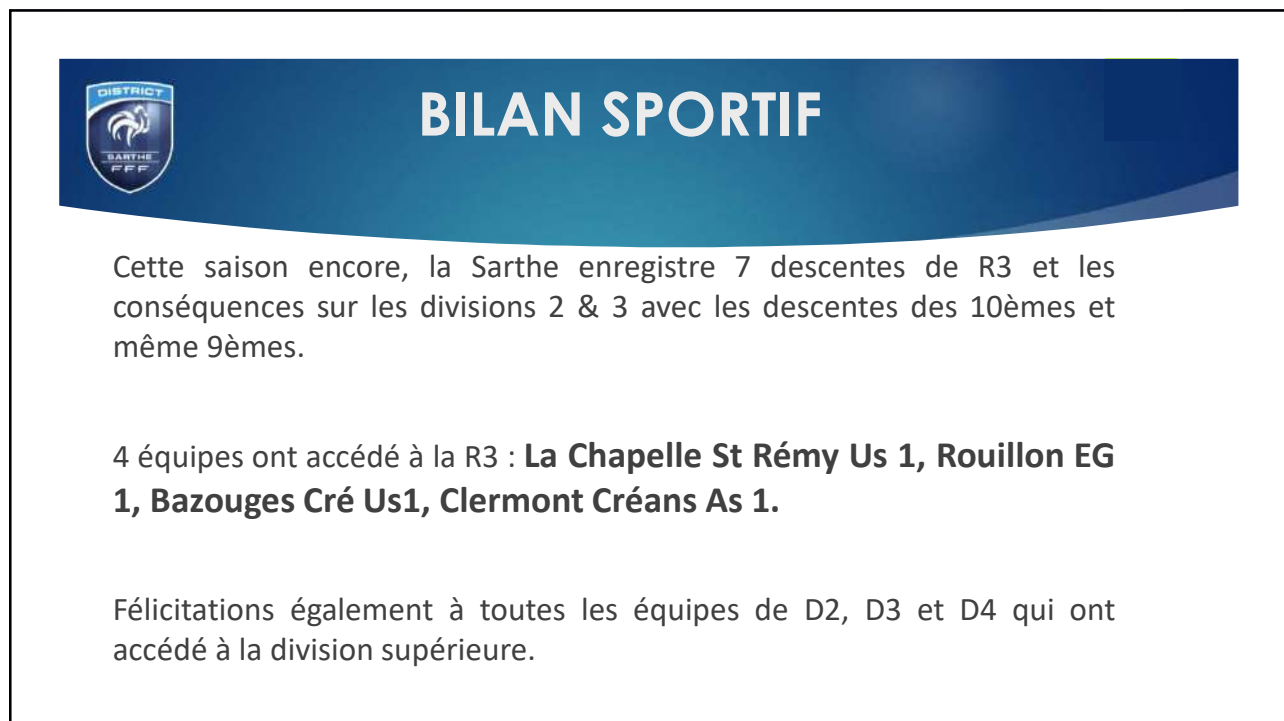 DISTRICT
SARTHE
FFF
BILAN SPORTIF
Cette saison encore, la Sarthe enregistre 7 descentes de R3 et les
conséquences sur les divisions 2 & 3 avec les descentes des 10èmes et
même 9èmes.
4 équipes ont accédé à la R3 : La Chapelle St Rémy Us 1, Rouillon EG
1, Bazouges Cré Us1, Clermont Créans As 1.
Félicitations également à toutes les équipes de D2, D3 et D4 qui ont
accédé à la division supérieure.